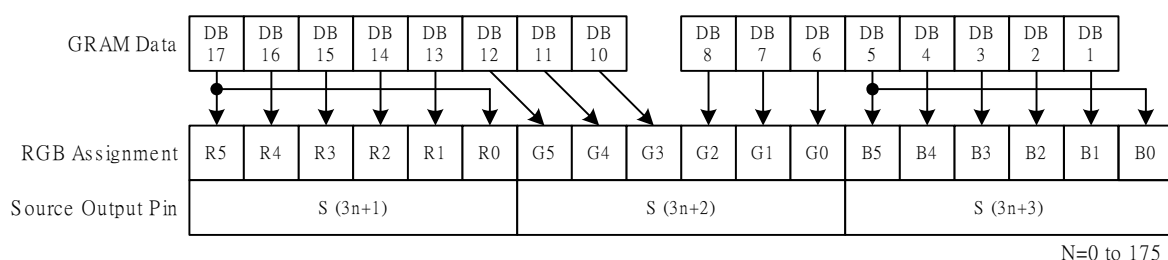 GRAM Data DB 17 DB 16 DB 15 DB 14 DB 13 DB 12 DB 11 DB 10 DB 8 DB 7 DB 6 DB 5 DB 4 DB 3 DB 2 DB 1
RGB Assignment R5 R4 R3 R2 R1 R0 G5 G4 G3 G2 G1 G0 B5 B4 B3 B2 B1 B0
Source Output Pin S (3n+1) S (3n+2) S (3n+3)
N=0 to 175